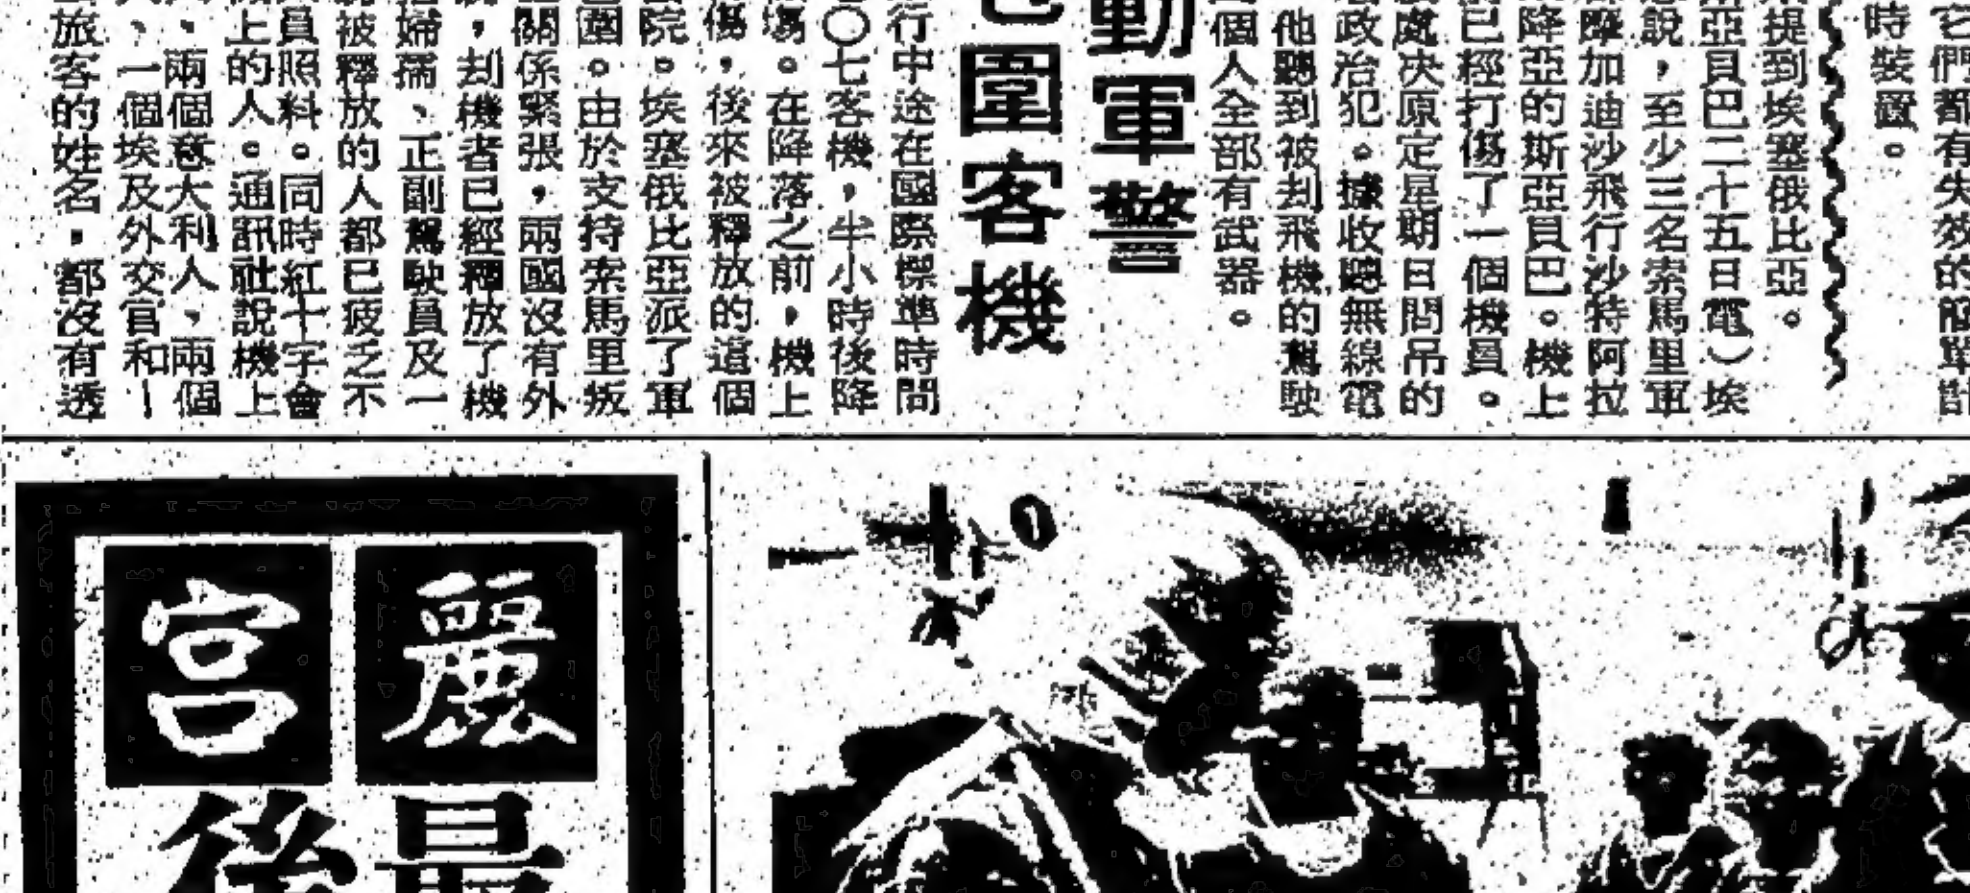 它們都有失效的簡單計
時裝置。
提到埃塞俄比亞。
亞貝巴二十五日電）埃
說，至少三名索馬里軍
摩加迪沙飛行沙特阿拉
降亞的斯亞貝巴。機上
已經打傷了一個機員。
處决原定星期日問吊的
政治犯。據收聽無線電
他聽到被刦飛機的駕駛
個人全部有武器。
動軍警
包圍客機
行中途在國際標準時間
〇七客機，半小時後降
場。在降落之前，機上
傷，後來被釋放的這個
院。埃塞俄比亞派了軍
圍。由於支持索馬里叛
關係緊張，兩國沒有外
，刦機者已經釋放了機
婦孺、正副駕駛員及一
被釋放的人都已疲乏不
員照料。同時紅十字會
上的人。通訊社說機上
、兩個意大利人、兩個
、一個埃及外交官和一
旅客的姓名，都沒有透
麗宮
最後